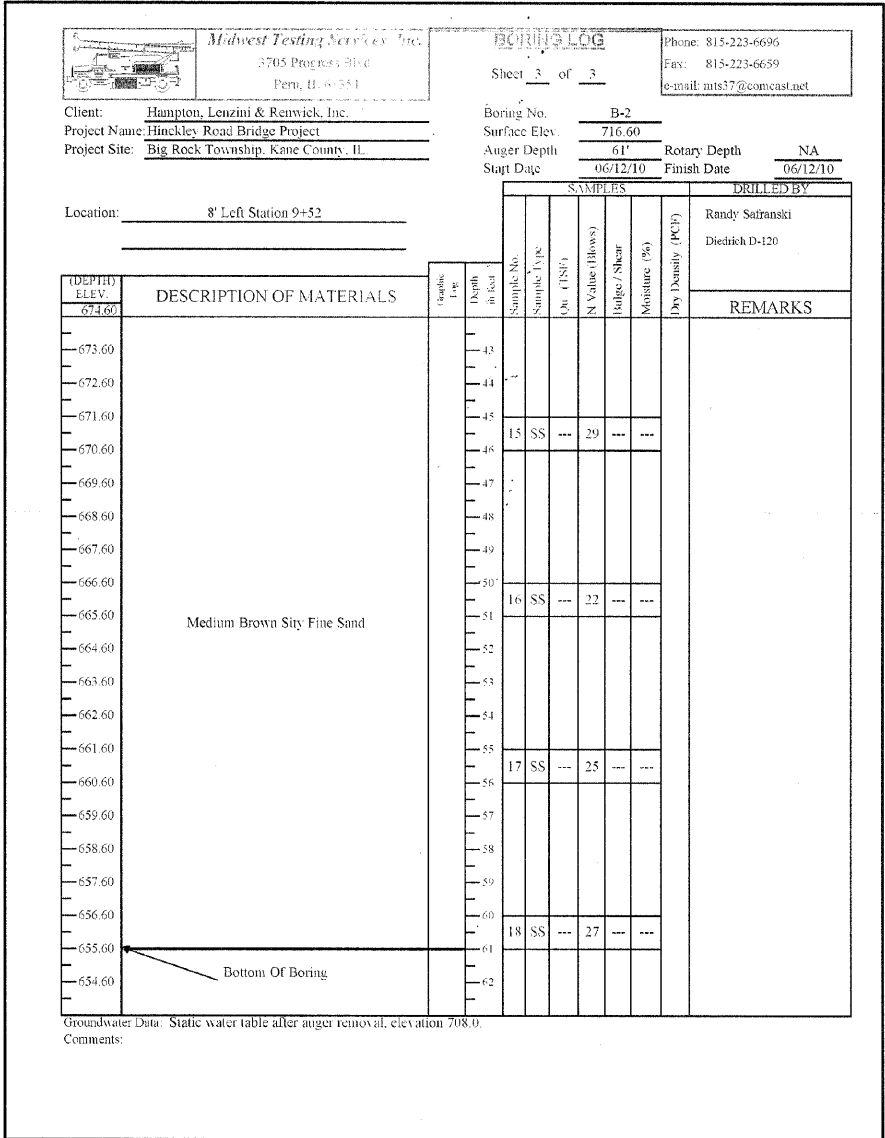 Midwest Testing Services Inc.
3705 Progress Blvd
Peru, IL 61354
BORING LOG
Sheet 3 of 3
Phone: 815-223-6696
Fax: 815-223-6659
e-mail: mts37@comcast.net
Client: Hampton, Lenzini & Renwick, Inc.
Project Name: Hinckley Road Bridge Project
Project Site: Big Rock Township, Kane County, IL
Boring No. B-2
Surface Elev. 716.60
Auger Depth 61' Rotary Depth NA
Start Date 06/12/10 Finish Date 06/12/10
SAMPLES
DRILLED BY
Location: 8' Left Station 9+52
Randy Safranski
Diedrich D-120
(DEPTH)
ELEV.
674.60
DESCRIPTION OF MATERIALS
Graphic Log
Depth in feet
Sample No.
Sample Type
Qu (TSF)
N Value (Blows)
Bulge / Shear
Moisture (%)
Dry Density (PCF)
REMARKS
673.60 43
672.60 44
671.60 45
15 SS --- 29 --- ---
670.60 46
669.60 47
668.60 48
667.60 49
666.60 50
16 SS --- 22 --- ---
665.60 51
Medium Brown Sity Fine Sand
664.60 52
663.60 53
662.60 54
661.60 55
17 SS --- 25 --- ---
660.60 56
659.60 57
658.60 58
657.60 59
656.60 60
18 SS --- 27 --- ---
655.60 61
Bottom Of Boring
654.60 62
Groundwater Data: Static water table after auger removal, elevation 708.0.
Comments: